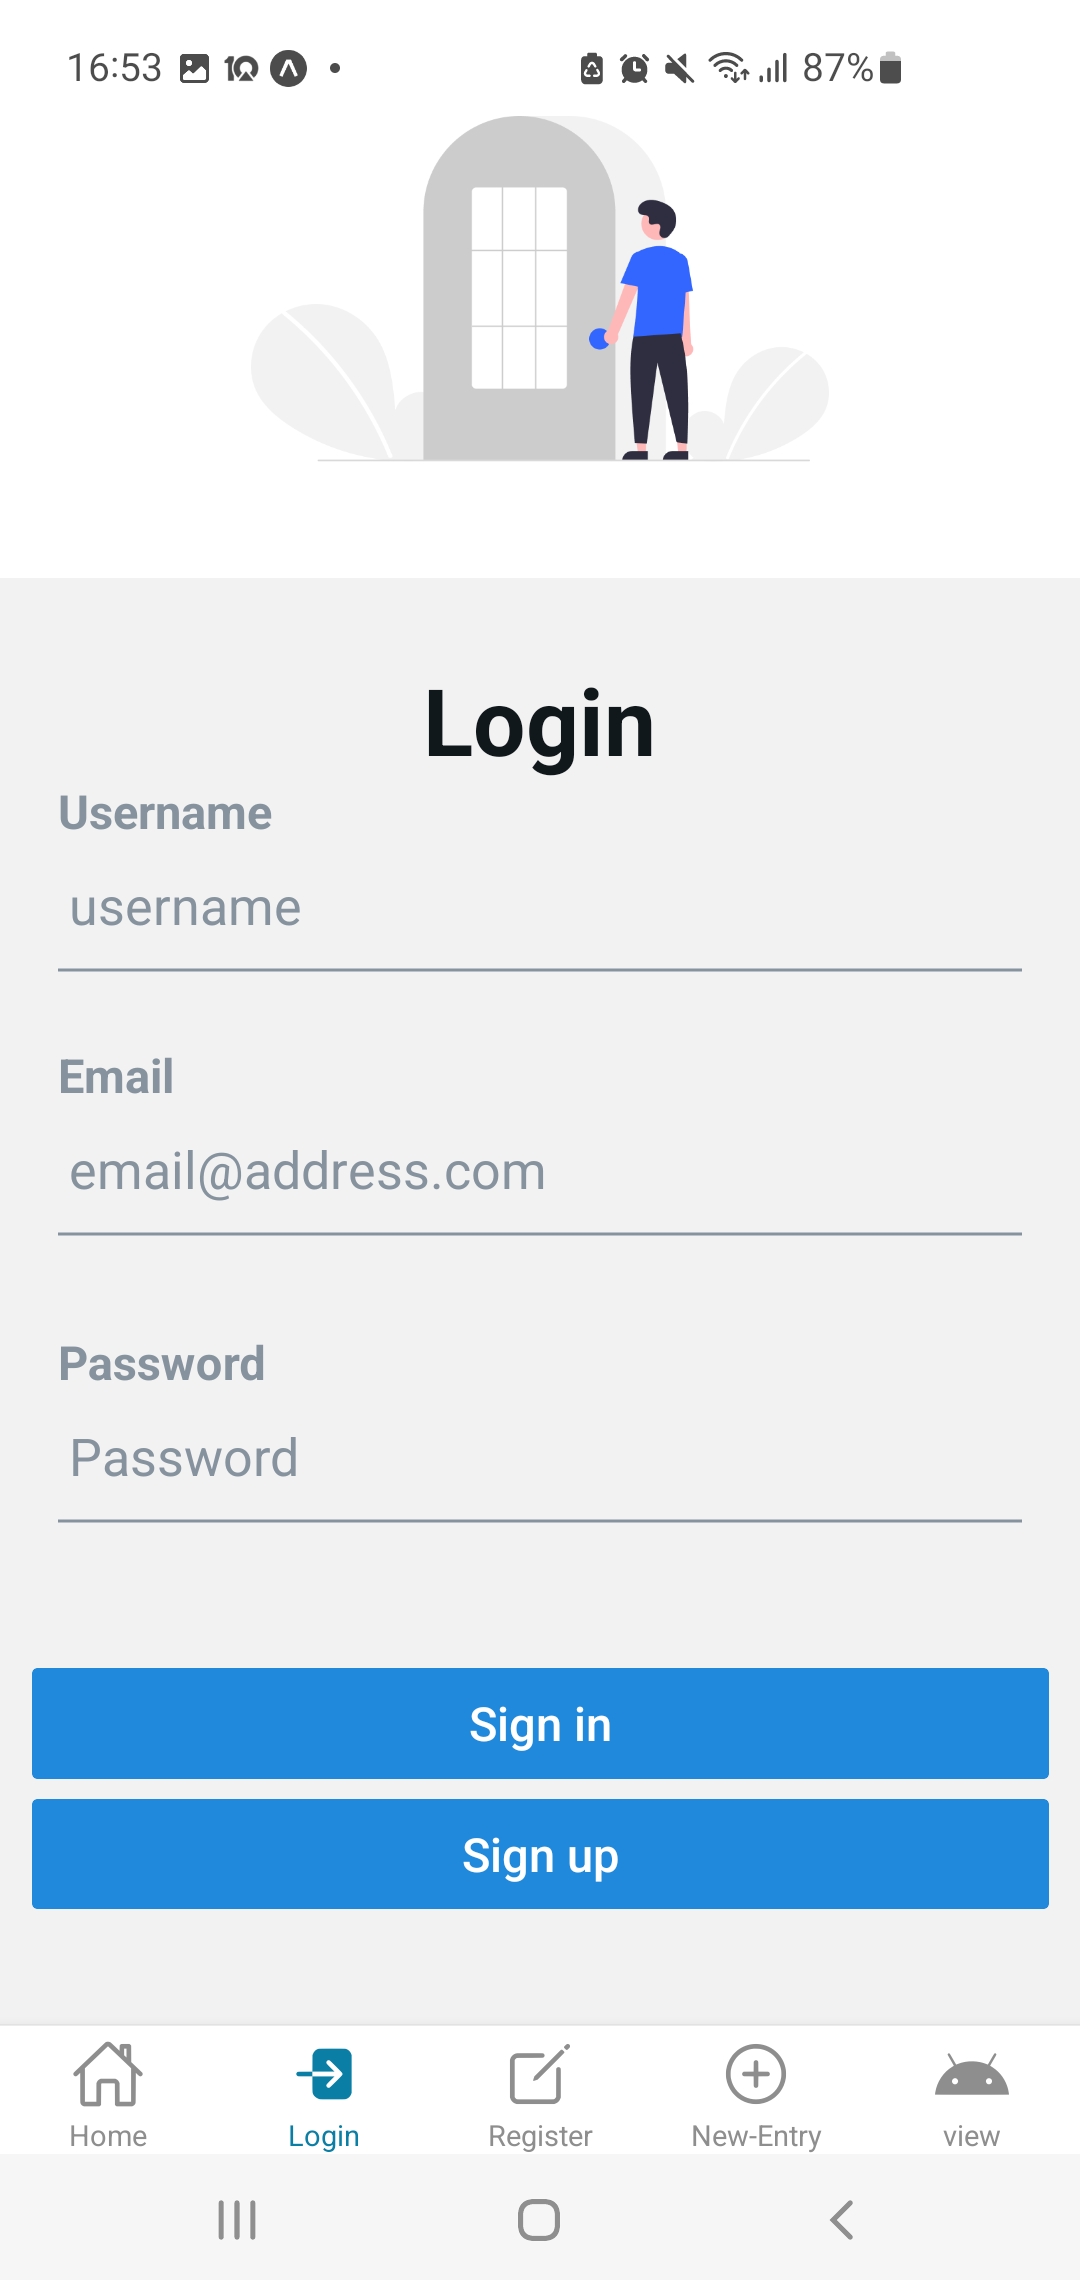 16:53 87%
Login
Username
username
Email
email@address.com
Password
Password
Sign in
Sign up
Home Login Register New-Entry view